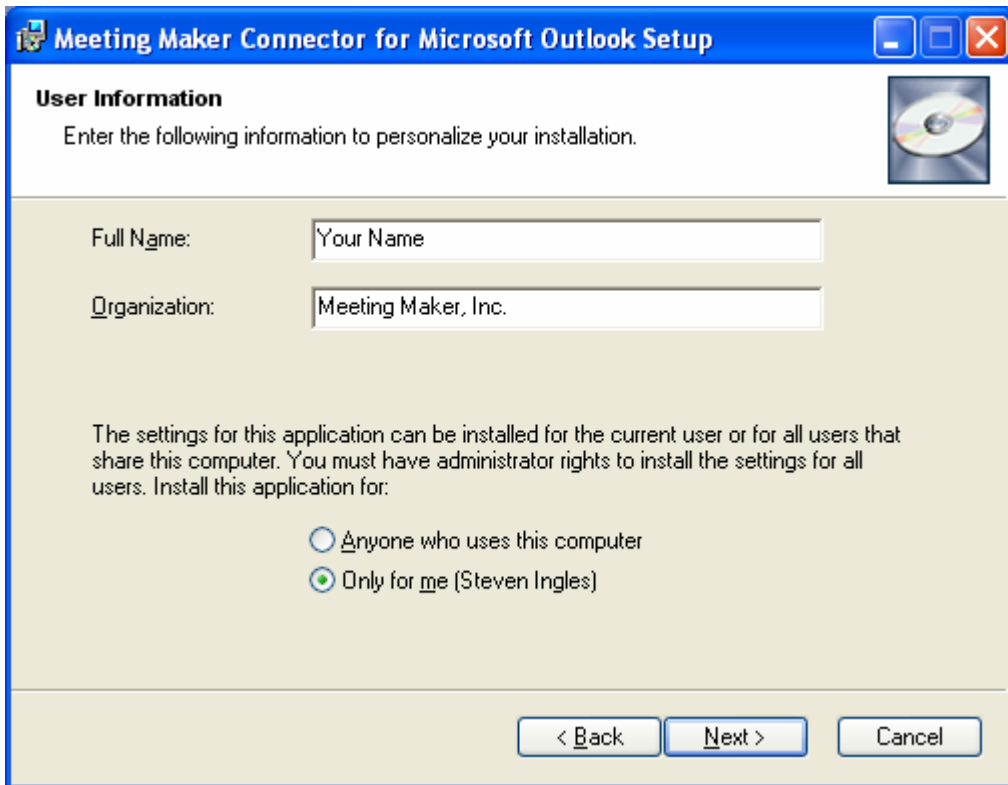 Meeting Maker Connector for Microsoft Outlook Setup
User Information
Enter the following information to personalize your installation.
Full Name:
Your Name
Organization:
Meeting Maker, Inc.
The settings for this application can be installed for the current user or for all users that
share this computer. You must have administrator rights to install the settings for all
users. Install this application for:
Anyone who uses this computer
Only for me (Steven Ingles)
< Back
Next >
Cancel